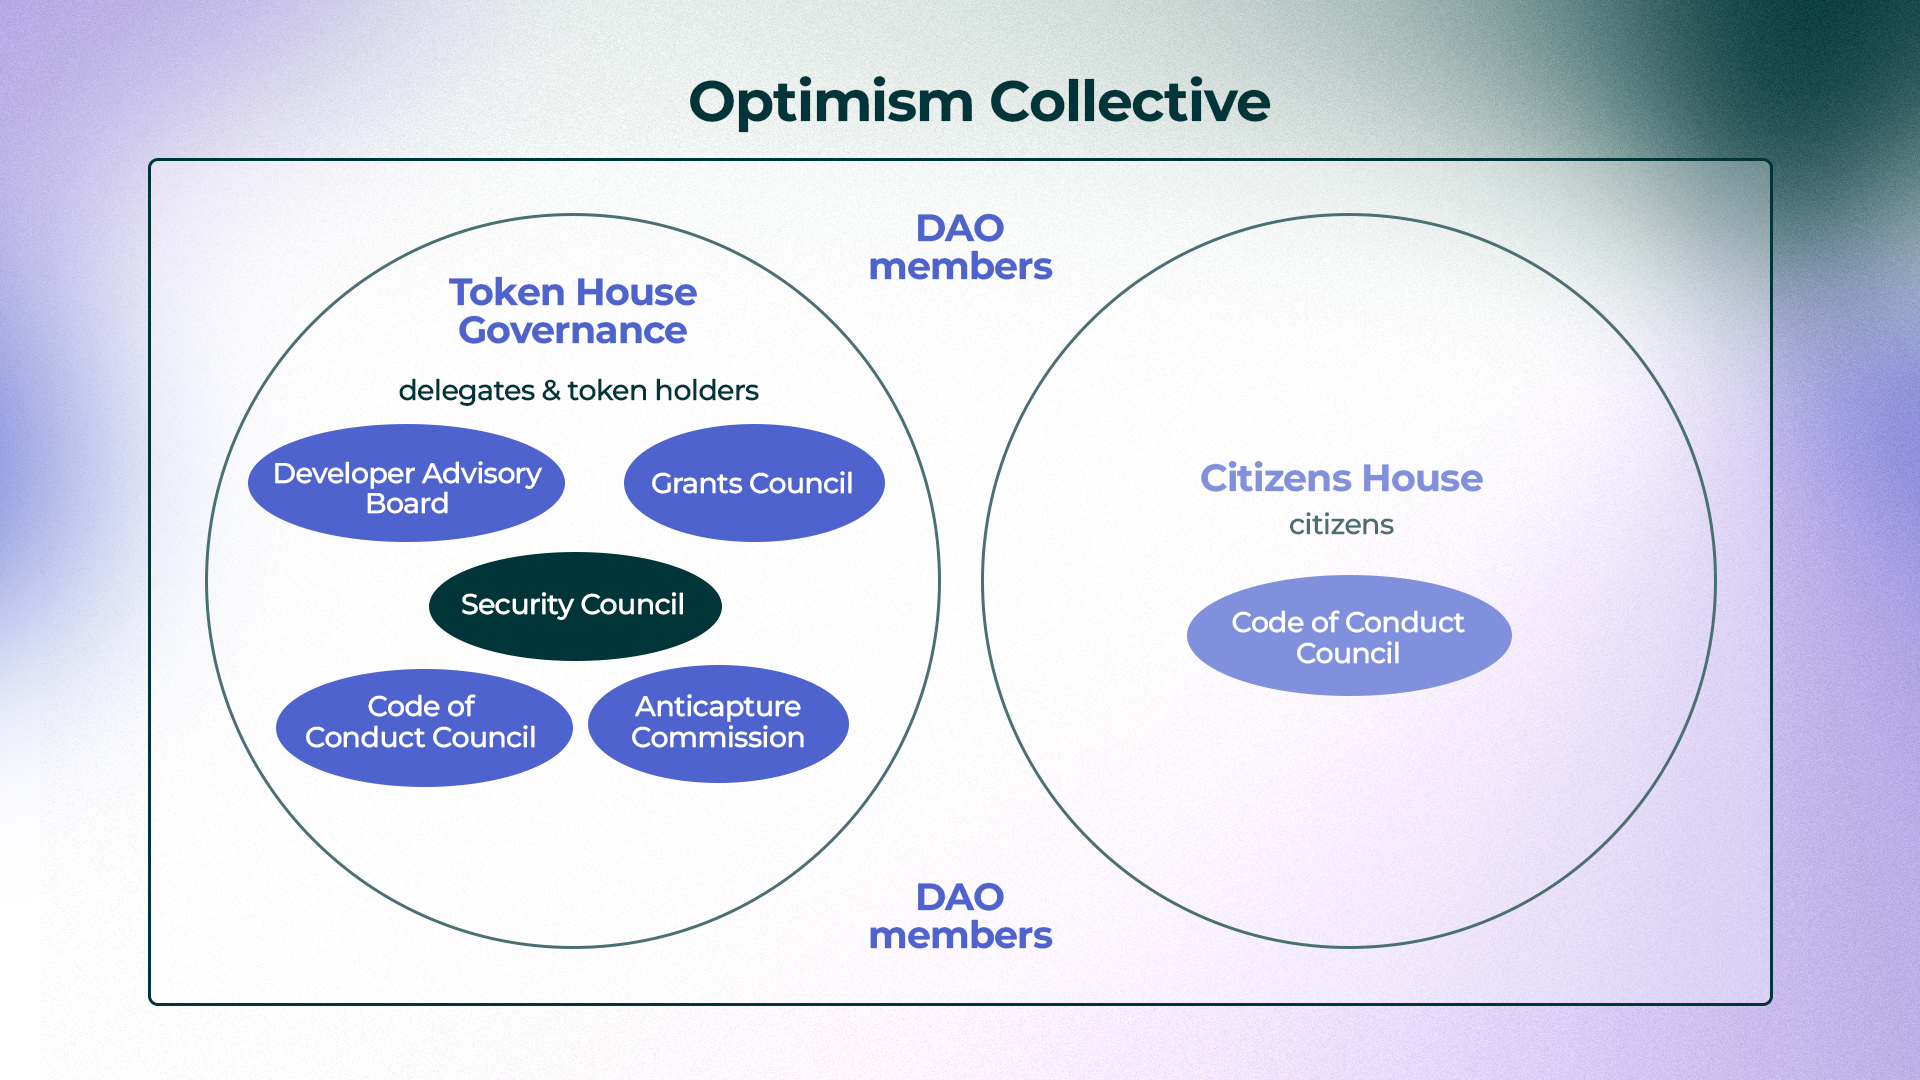 Optimism Collective
DAO
members
Token House
Governance
delegates & token holders
Developer Advisory
Board
Grants Council
Security Council
Code of
Conduct Council
Anticapture
Commission
Citizens House
citizens
Code of Conduct
Council
DAO
members